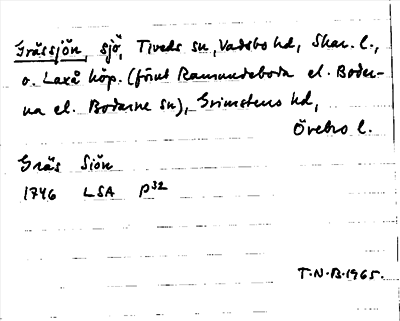 Grässjön, sjö, Tiveds sn, Vadsbo hd, Skar. l.,
o. Laxå köp. (förut Ramundeboda el. Boder-
na el. Bodarne sn), Grimstens hd,
Örebro l.
Gräs Siön
1746 LSA P32
T.N.B. 1965.